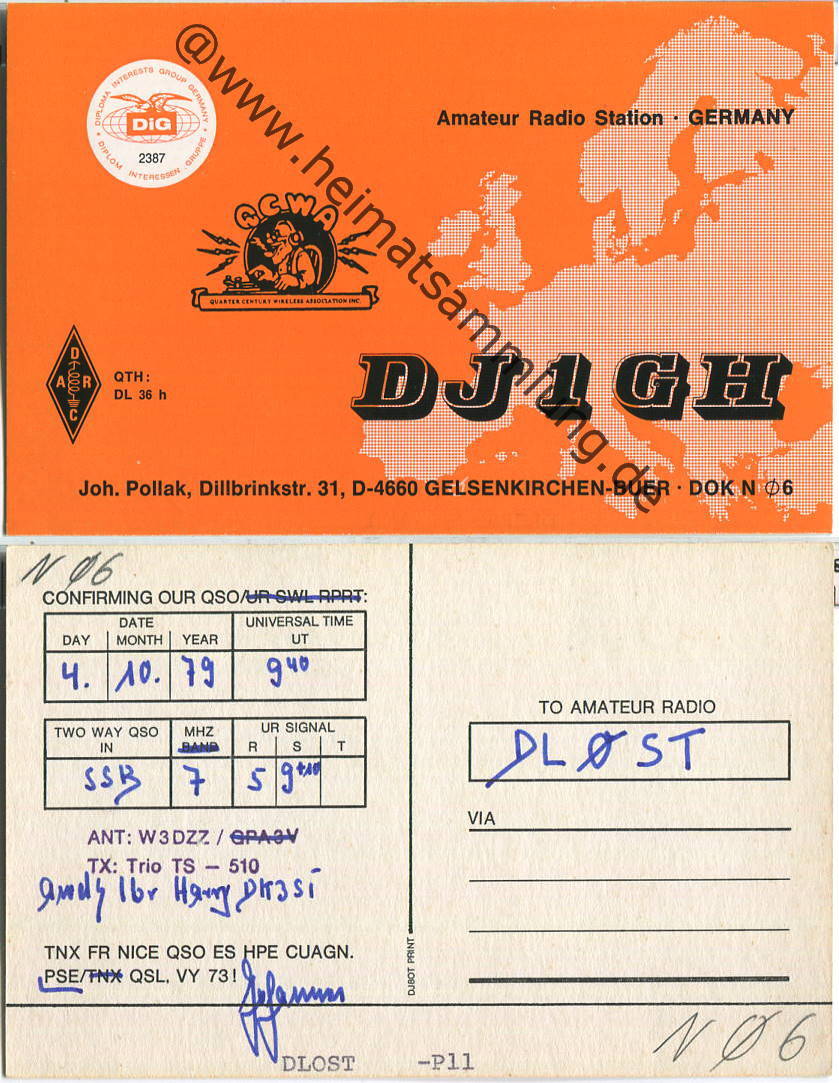 @www.heimatsammlung.de
Amateur Radio Station · GERMANY
DIPLOMA INTERESTS GROUP GERMANY
DIG
2387
DIPLOM INTERESSEN GRUPPE
QCWA
QUARTER CENTURY WIRELESS ASSOCIATION INC.
DARC
QTH:
DL 36 h
DJ1GH
Joh. Pollak, Dillbrinkstr. 31, D-4660 GELSENKIRCHEN-BUER · DOK N Ø6
N Ø6
CONFIRMING OUR QSO/UR SWL RPRT:
DATE UNIVERSAL TIME
DAY MONTH YEAR UT
4. 10. 79 9⁴⁰
TWO WAY QSO MHZ UR SIGNAL
IN BAND R S T
SSB 7 5 9+10
ANT: W3DZZ / GPA3V
TX: Trio TS – 510
Harry DK3SI
TNX FR NICE QSO ES HPE CUAGN.
PSE/TNX QSL, VY 73!
Johannes
DJ8OT PRINT
TO AMATEUR RADIO
DLØST
VIA
DLOST -P11
N Ø6